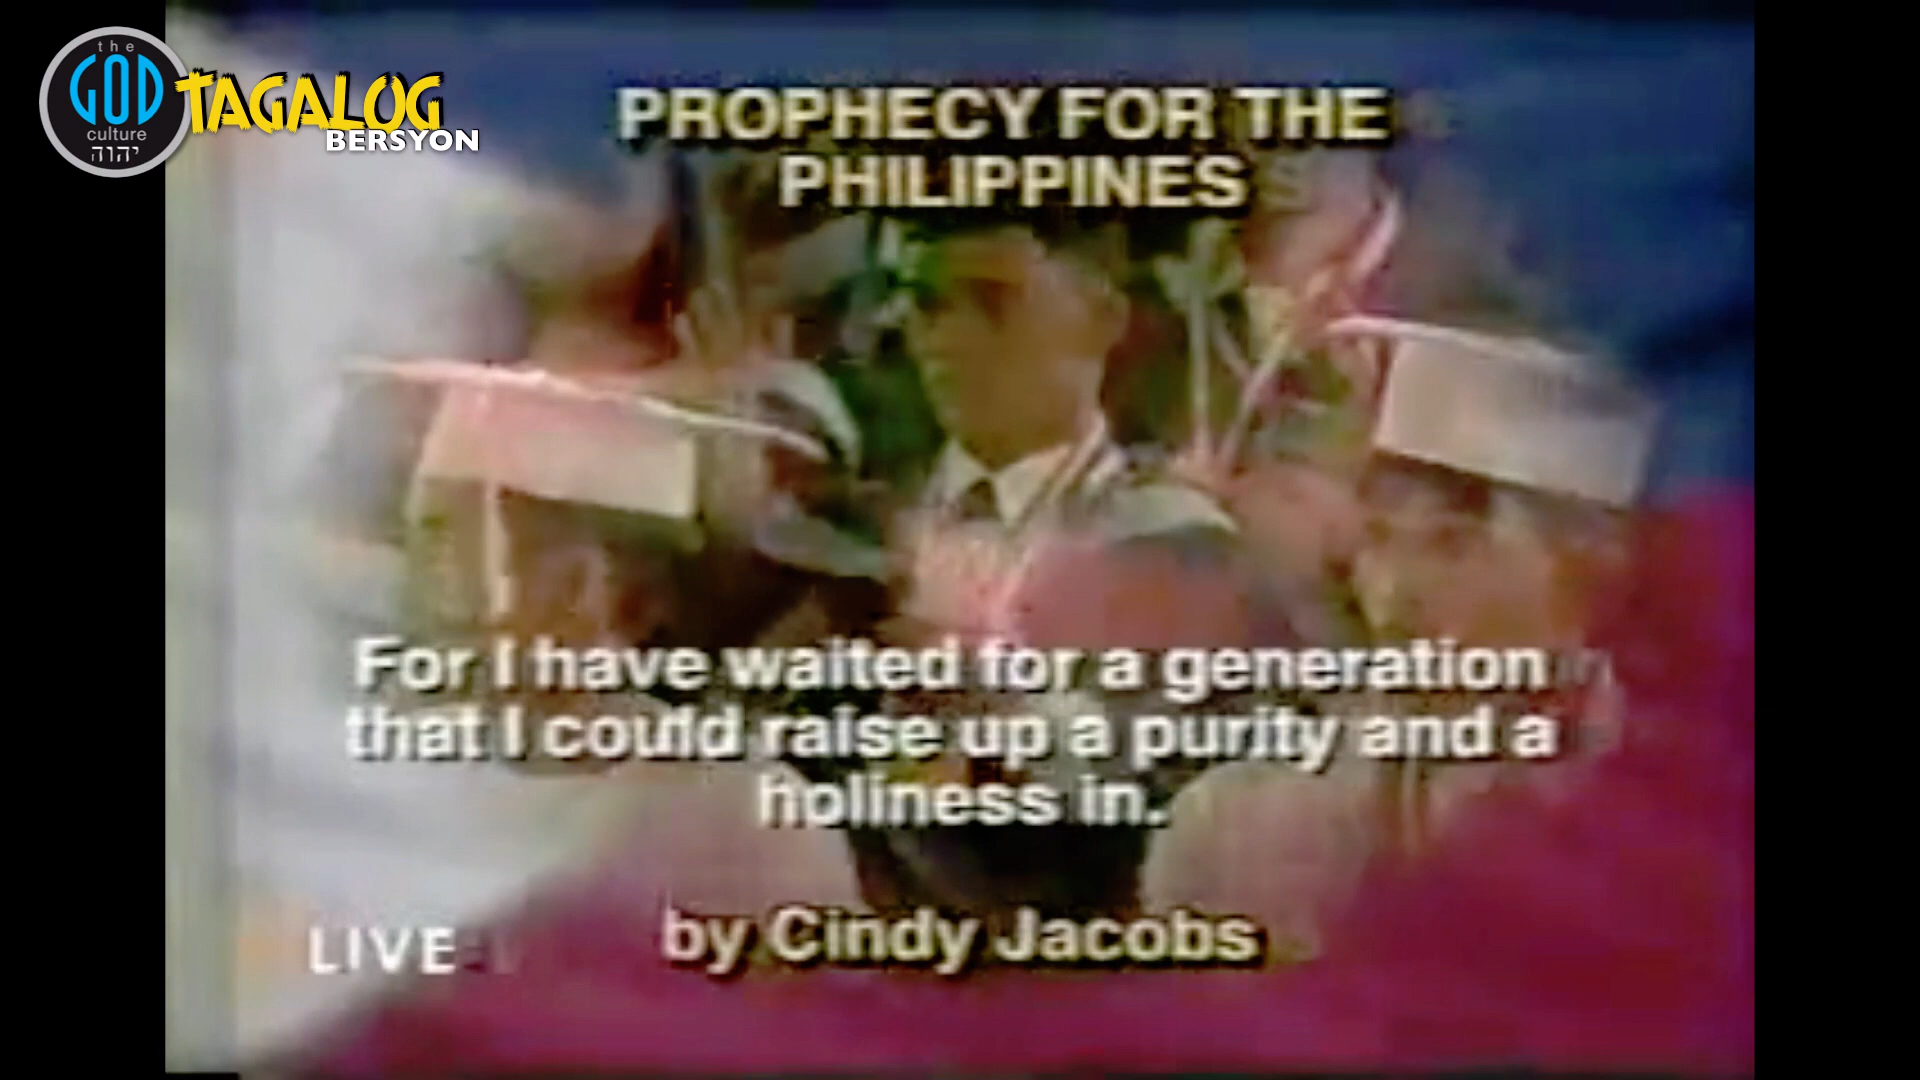 the
GOD
culture
יהוה
TAGALOG
BERSYON
PROPHECY FOR THE
PHILIPPINES
For I have waited for a generation
that I could raise up a purity and a
holiness in.
by Cindy Jacobs
LIVE